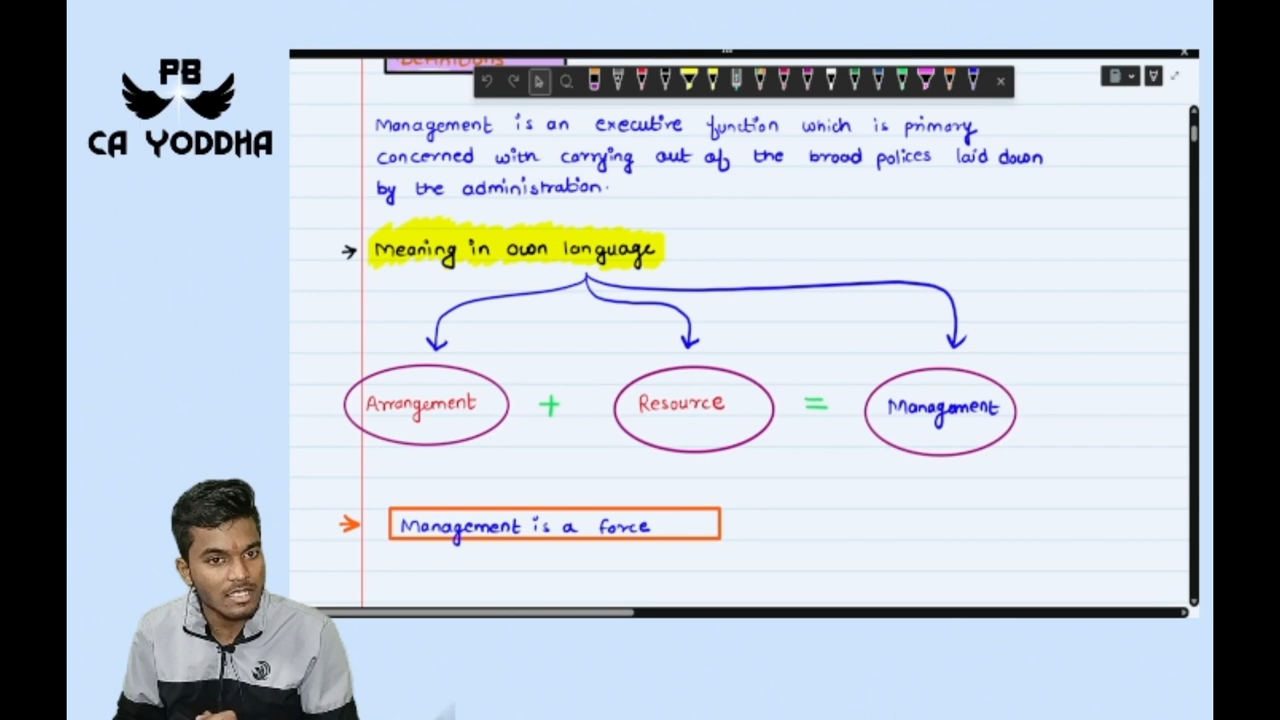 PB
CA YODDHA
DEFINITIONS
Management is an executive function which is primary
concerned with carrying out of the broad polices laid down
by the administration.
→ Meaning in own language
Arrangement + Resource = Management
→ Management is a force